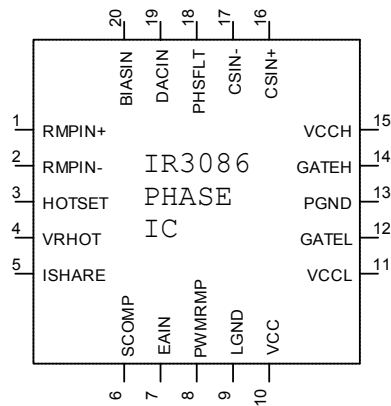 20 19 18 17 16
BIASIN DACIN PHSFLT CSIN- CSIN+
1 RMPIN+
2 RMPIN-
3 HOTSET
4 VRHOT
5 ISHARE
IR3086
PHASE
IC
VCCH 15
GATEH 14
PGND 13
GATEL 12
VCCL 11
SCOMP EAIN PWMRMP LGND VCC
6 7 8 9 10